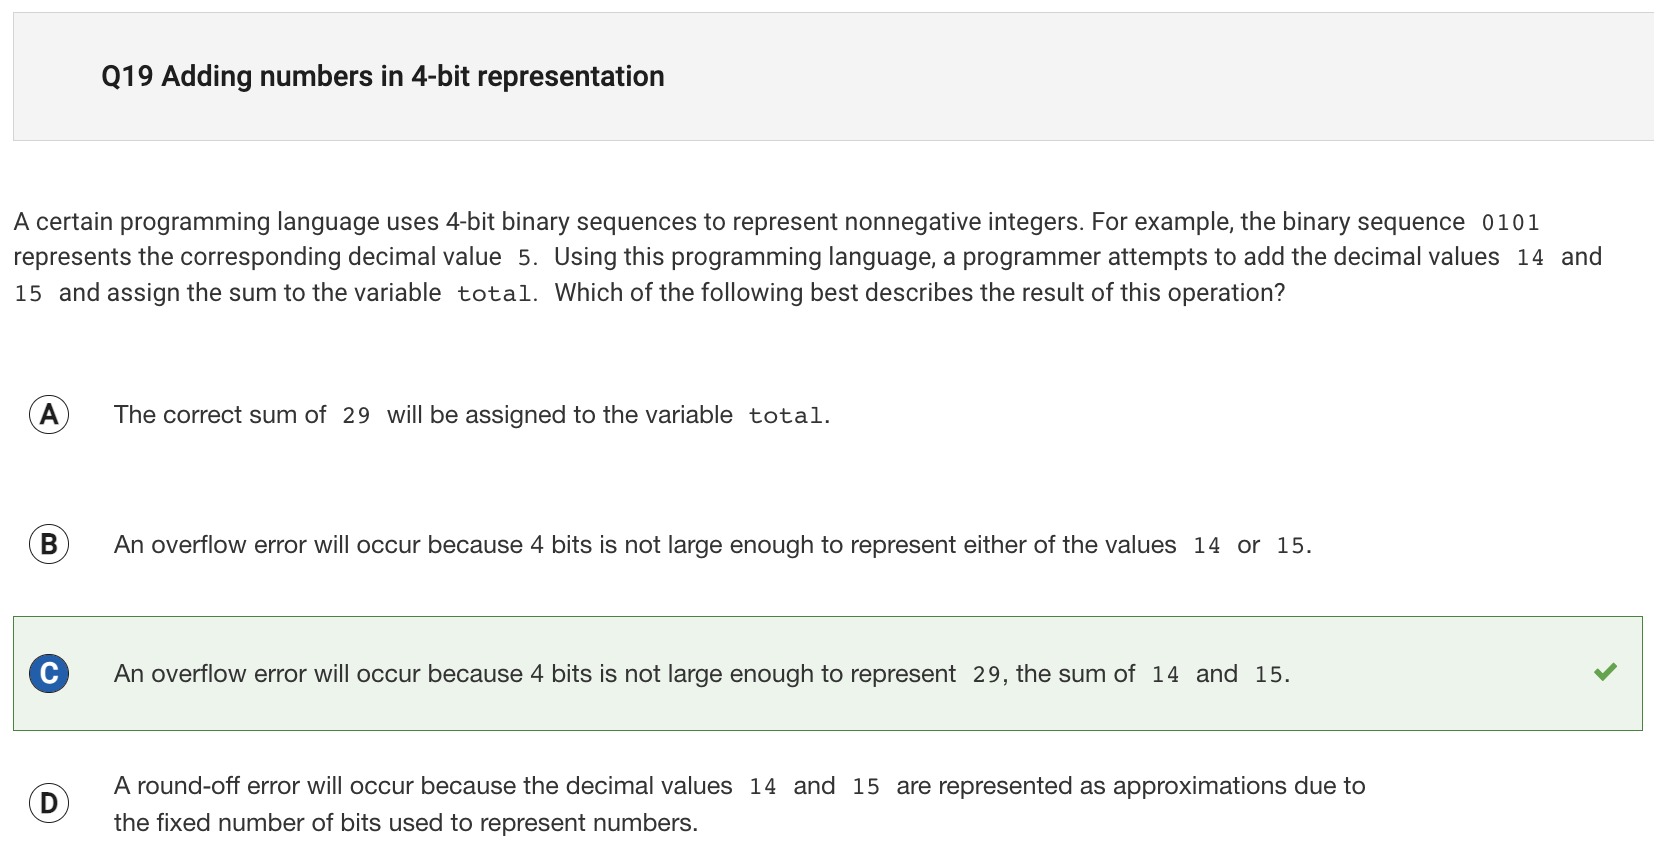 Q19 Adding numbers in 4-bit representation
A certain programming language uses 4-bit binary sequences to represent nonnegative integers. For example, the binary sequence 0101
represents the corresponding decimal value 5. Using this programming language, a programmer attempts to add the decimal values 14 and
15 and assign the sum to the variable total. Which of the following best describes the result of this operation?
A The correct sum of 29 will be assigned to the variable total.
B An overflow error will occur because 4 bits is not large enough to represent either of the values 14 or 15.
C An overflow error will occur because 4 bits is not large enough to represent 29, the sum of 14 and 15.
A round-off error will occur because the decimal values 14 and 15 are represented as approximations due to
D the fixed number of bits used to represent numbers.